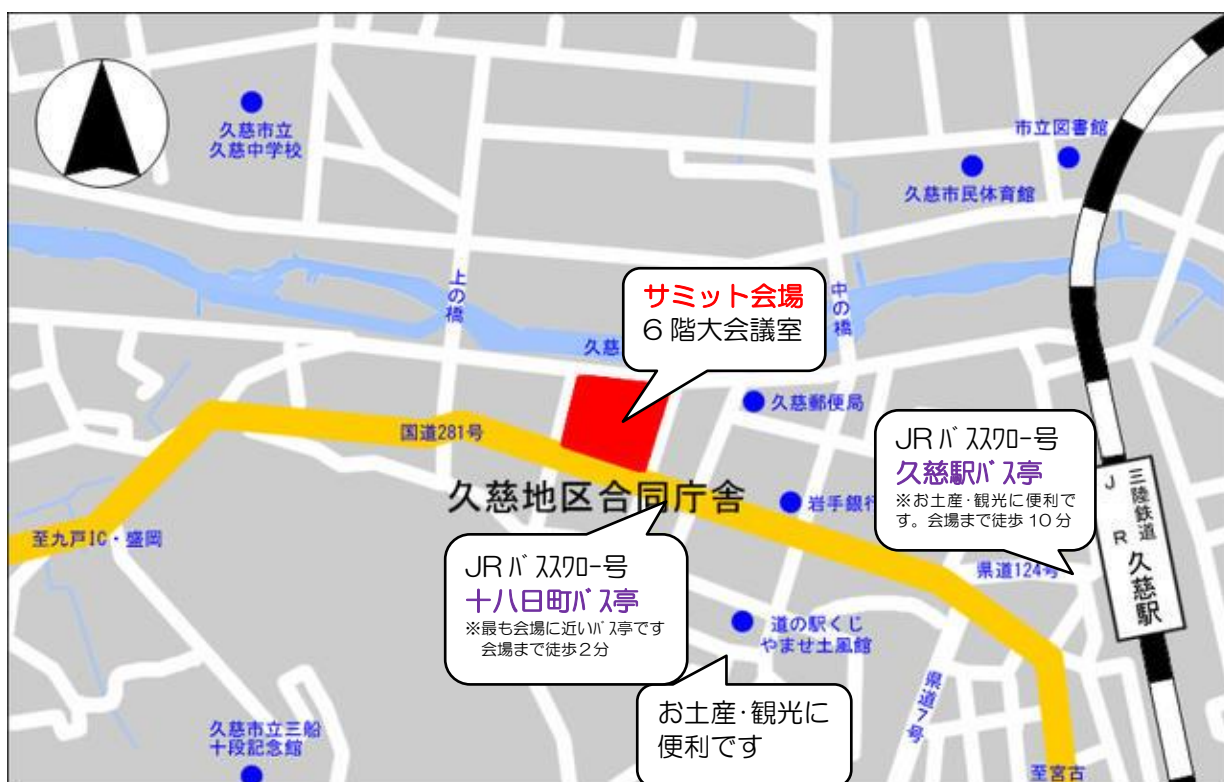 久慈市立
久慈中学校
市立図書館
久慈市民体育館
上の橋
中の橋
サミット会場
6階大会議室
久慈
久慈郵便局
国道281号
久慈地区合同庁舎
岩手銀行
至九戸IC・盛岡
JRバススワロー号
久慈駅バス亭
※お土産・観光に便利で
す。会場まで徒歩 10 分
JR 三陸鉄道
久慈駅
県道124号
JRバススワロー号
十八日町バス亭
※最も会場に近いバス亭です
会場まで徒歩2分
道の駅くじ
やませ土風館
お土産・観光に
便利です
県道7号
久慈市立三船
十段記念館
至宮古